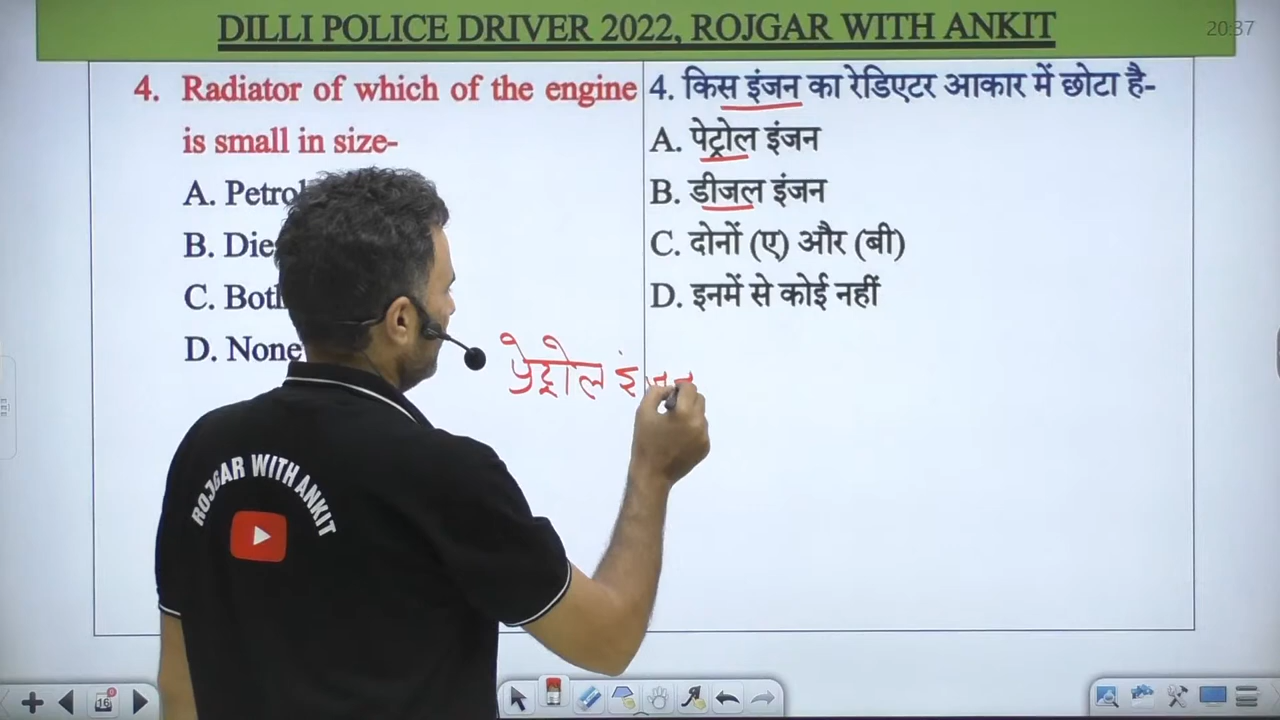 DILLI POLICE DRIVER 2022, ROJGAR WITH ANKIT
20:37
4. Radiator of which of the engine
is small in size-
A. Petrol
B. Die
C. Both
D. None
4. किस इंजन का रेडिएटर आकार में छोटा है-
A. पेट्रोल इंजन
B. डीजल इंजन
C. दोनों (ए) और (बी)
D. इनमें से कोई नहीं
पेट्रोल इंजन
ROJGAR WITH ANKIT
16